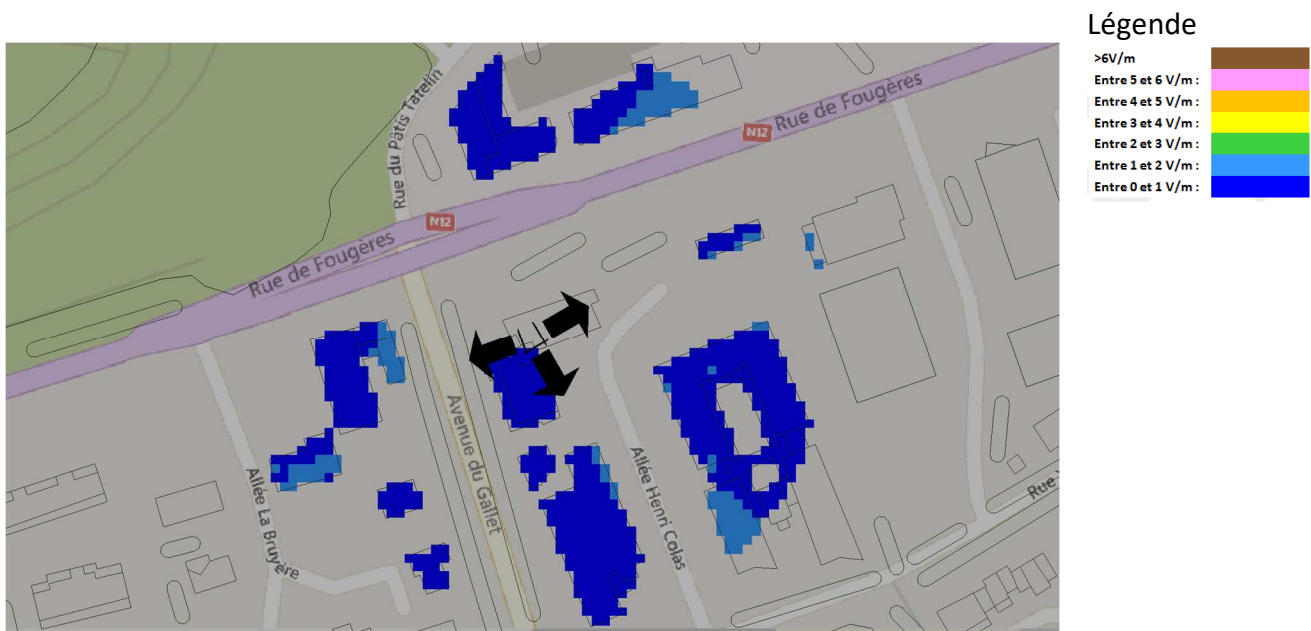 Légende
>6V/m
Entre 5 et 6 V/m :
Entre 4 et 5 V/m :
Entre 3 et 4 V/m :
Entre 2 et 3 V/m :
Entre 1 et 2 V/m :
Entre 0 et 1 V/m :
Rue du Pâtis Tatelin
N12
Rue de Fougères
N12
Rue de Fougères
Avenue du Gallet
Allée Henri Colas
Allée La Bruyère
Rue